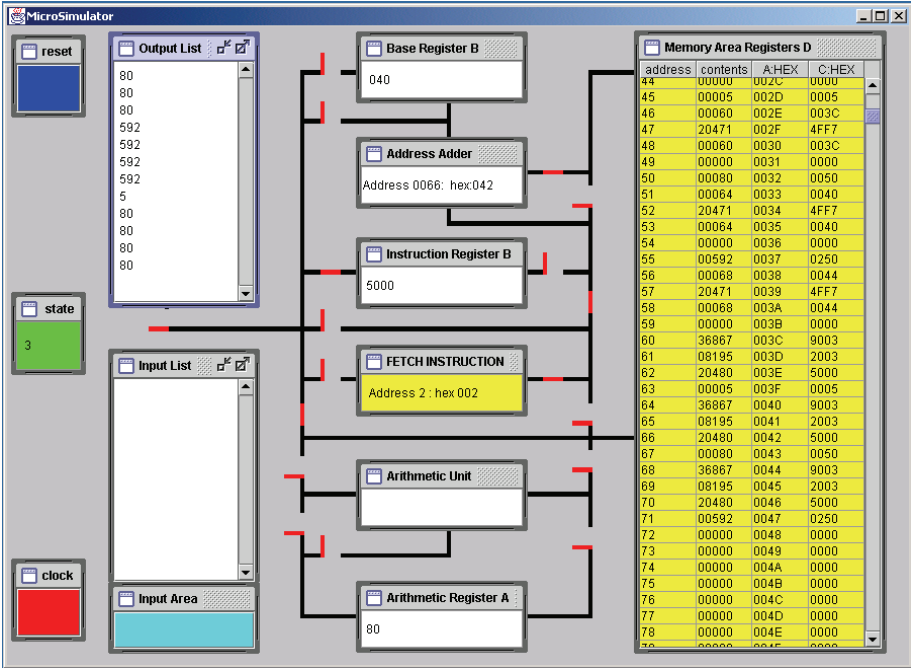 MicroSimulator
reset
Output List
80
80
80
592
592
592
592
5
80
80
80
80
state
3
Input List
clock
Input Area
Base Register B
040
Address Adder
Address 0066: hex:042
Instruction Register B
5000
FETCH INSTRUCTION
Address 2 : hex 002
Arithmetic Unit
Arithmetic Register A
80
Memory Area Registers D
address contents A:HEX C:HEX
44 00000 002C 0000
45 00005 002D 0005
46 00060 002E 003C
47 20471 002F 4FF7
48 00060 0030 003C
49 00000 0031 0000
50 00080 0032 0050
51 00064 0033 0040
52 20471 0034 4FF7
53 00064 0035 0040
54 00000 0036 0000
55 00592 0037 0250
56 00068 0038 0044
57 20471 0039 4FF7
58 00068 003A 0044
59 00000 003B 0000
60 36867 003C 9003
61 08195 003D 2003
62 20480 003E 5000
63 00005 003F 0005
64 36867 0040 9003
65 08195 0041 2003
66 20480 0042 5000
67 00080 0043 0050
68 36867 0044 9003
69 08195 0045 2003
70 20480 0046 5000
71 00592 0047 0250
72 00000 0048 0000
73 00000 0049 0000
74 00000 004A 0000
75 00000 004B 0000
76 00000 004C 0000
77 00000 004D 0000
78 00000 004E 0000